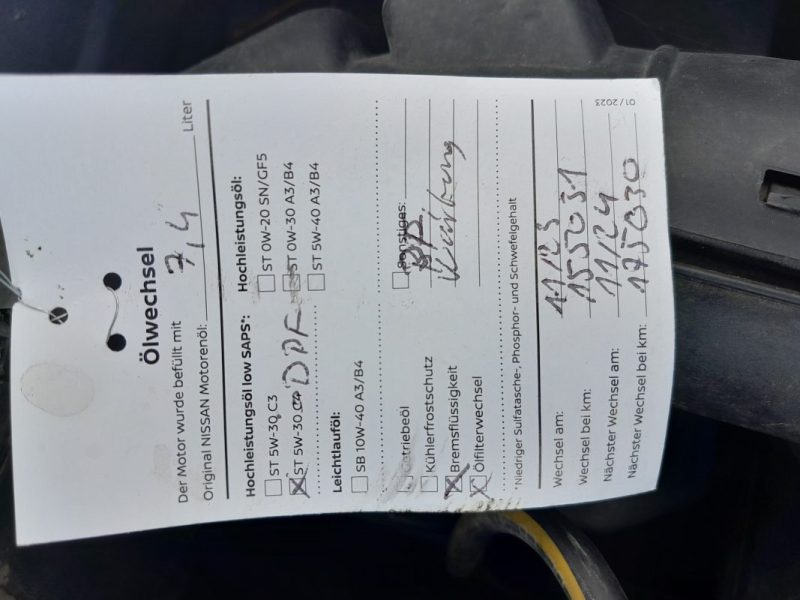 Ölwechsel
Der Motor wurde befüllt mit
Original NISSAN Motorenöl: 7,4 Liter
Hochleistungsöl low SAPS*:
ST 5W-30 C3
ST 5W-30 C4 DPF
Hochleistungsöl:
ST 0W-20 SN/GF5
ST 0W-30 A3/B4
ST 5W-40 A3/B4
Leichtlauföl:
SB 10W-40 A3/B4
Getriebeöl
Kühlerfrostschutz
Bremsflüssigkeit
Ölfilterwechsel
Sonstiges:
*Niedriger Sulfatasche-, Phosphor- und Schwefelgehalt
Wechsel am: 11/23
Wechsel bei km: 155031
Nächster Wechsel am: 11/24
Nächster Wechsel bei km: 175030
01/2023